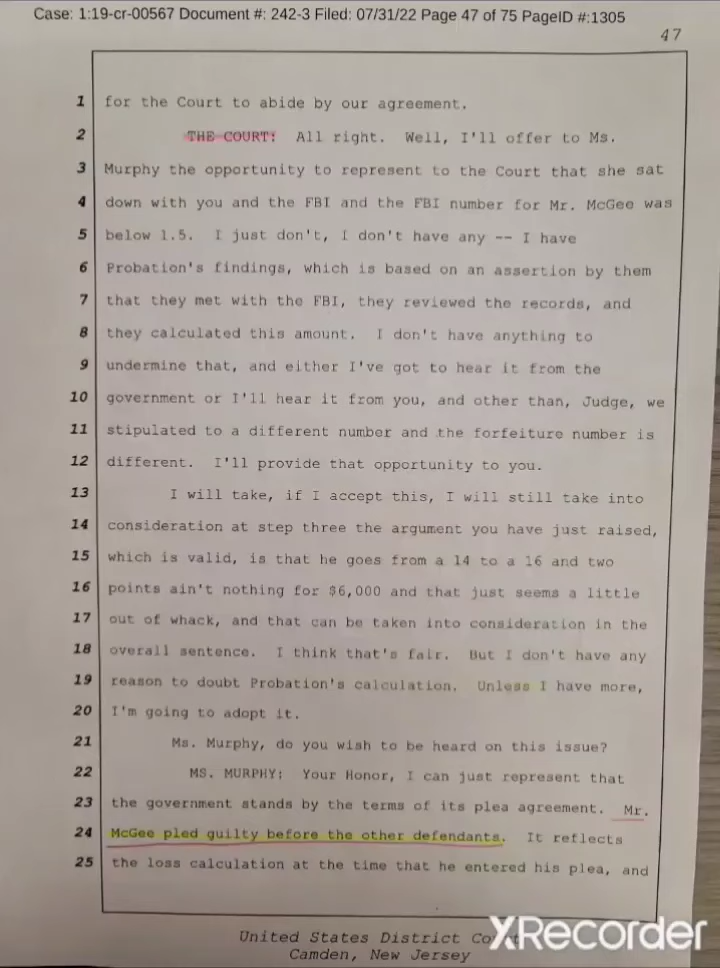 Case: 1:19-cr-00567 Document #: 242-3 Filed: 07/31/22 Page 47 of 75 PageID #:1305
47
1 for the Court to abide by our agreement.
2 THE COURT: All right. Well, I'll offer to Ms.
3 Murphy the opportunity to represent to the Court that she sat
4 down with you and the FBI and the FBI number for Mr. McGee was
5 below 1.5. I just don't, I don't have any -- I have
6 Probation's findings, which is based on an assertion by them
7 that they met with the FBI, they reviewed the records, and
8 they calculated this amount. I don't have anything to
9 undermine that, and either I've got to hear it from the
10 government or I'll hear it from you, and other than, Judge, we
11 stipulated to a different number and the forfeiture number is
12 different. I'll provide that opportunity to you.
13 I will take, if I accept this, I will still take into
14 consideration at step three the argument you have just raised,
15 which is valid, is that he goes from a 14 to a 16 and two
16 points ain't nothing for $6,000 and that just seems a little
17 out of whack, and that can be taken into consideration in the
18 overall sentence. I think that's fair. But I don't have any
19 reason to doubt Probation's calculation. Unless I have more,
20 I'm going to adopt it.
21 Ms. Murphy, do you wish to be heard on this issue?
22 MS. MURPHY: Your Honor, I can just represent that
23 the government stands by the terms of its plea agreement. Mr.
24 McGee pled guilty before the other defendants. It reflects
25 the loss calculation at the time that he entered his plea, and
United States District Co
Camden, New Jersey
XRecorder